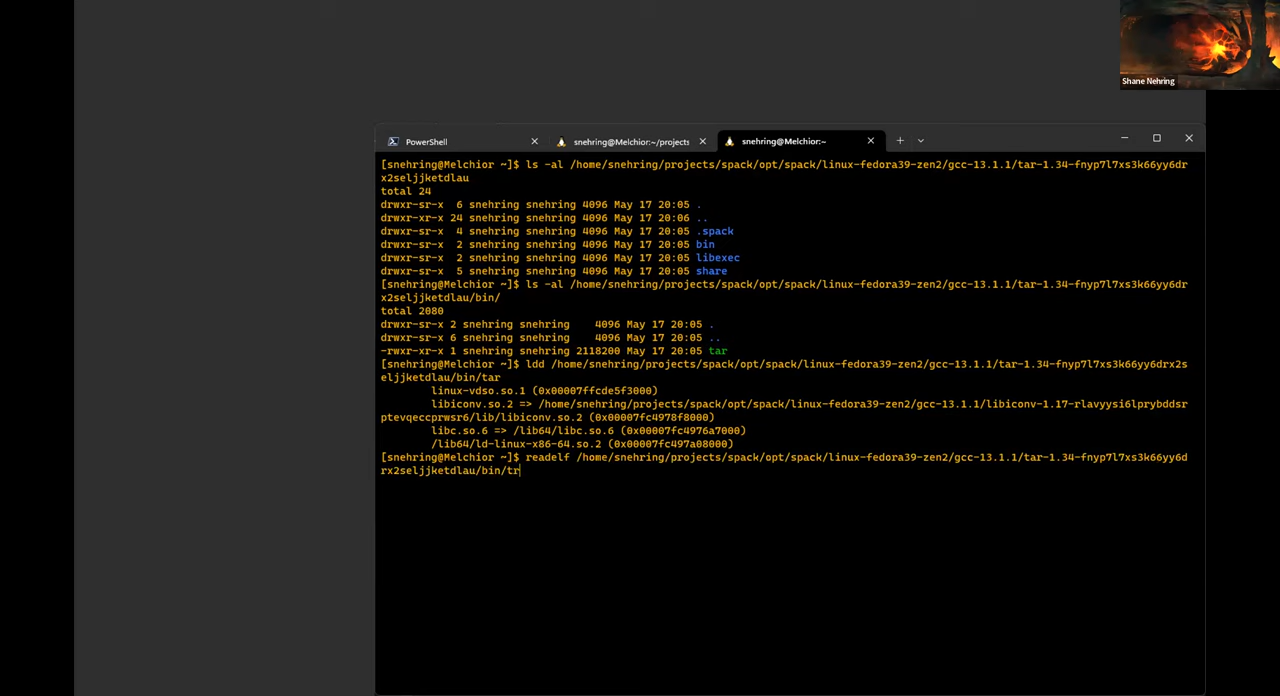 Shane Nehring
PowerShell
snehring@Melchior:~/projects
snehring@Melchior:~
[snehring@Melchior ~]$ ls -al /home/snehring/projects/spack/opt/spack/linux-fedora39-zen2/gcc-13.1.1/tar-1.34-fnyp7l7xs3k66yy6dr
x2seljjketdlau
total 24
drwxr-sr-x  6 snehring snehring 4096 May 17 20:05 .
drwxr-xr-x 24 snehring snehring 4096 May 17 20:06 ..
drwxr-sr-x  4 snehring snehring 4096 May 17 20:05 .spack
drwxr-sr-x  2 snehring snehring 4096 May 17 20:05 bin
drwxr-sr-x  2 snehring snehring 4096 May 17 20:05 libexec
drwxr-sr-x  5 snehring snehring 4096 May 17 20:05 share
[snehring@Melchior ~]$ ls -al /home/snehring/projects/spack/opt/spack/linux-fedora39-zen2/gcc-13.1.1/tar-1.34-fnyp7l7xs3k66yy6dr
x2seljjketdlau/bin/
total 2080
drwxr-sr-x 2 snehring snehring    4096 May 17 20:05 .
drwxr-sr-x 6 snehring snehring    4096 May 17 20:05 ..
-rwxr-xr-x 1 snehring snehring 2118200 May 17 20:05 tar
[snehring@Melchior ~]$ ldd /home/snehring/projects/spack/opt/spack/linux-fedora39-zen2/gcc-13.1.1/tar-1.34-fnyp7l7xs3k66yy6drx2s
eljjketdlau/bin/tar
linux-vdso.so.1 (0x00007ffcde5f3000)
libiconv.so.2 => /home/snehring/projects/spack/opt/spack/linux-fedora39-zen2/gcc-13.1.1/libiconv-1.17-rlavyysi6lprybddsr
ptevqeccprwsr6/lib/libiconv.so.2 (0x00007fc4978f8000)
libc.so.6 => /lib64/libc.so.6 (0x00007fc4976a7000)
/lib64/ld-linux-x86-64.so.2 (0x00007fc497a08000)
[snehring@Melchior ~]$ readelf /home/snehring/projects/spack/opt/spack/linux-fedora39-zen2/gcc-13.1.1/tar-1.34-fnyp7l7xs3k66yy6d
rx2seljjketdlau/bin/tr